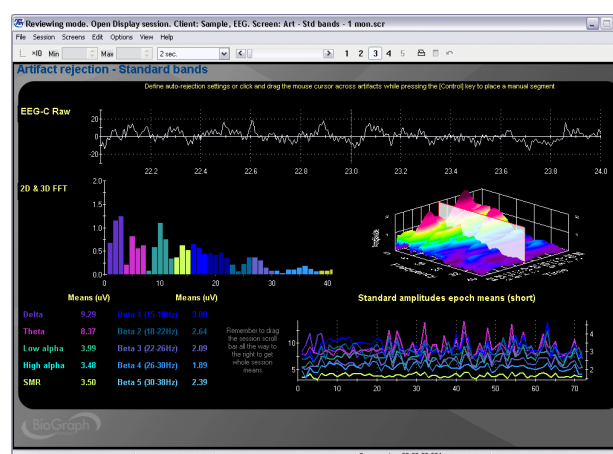 Reviewing mode. Open Display session. Client: Sample, EEG. Screen: Art - Std bands - 1 mon.scr
File Session Screens Edit Options View Help
×10 Min Max 2 sec. 1 2 3 4 5
Artifact rejection - Standard bands
Define auto-rejection settings or click and drag the mouse cursor across artifacts while pressing the [Control] key to place a manual segment
EEG-C Raw
20
0
-20
22.2 22.4 22.6 22.8 23.0 23.2 23.4 23.6 23.8 24.0
2D & 3D FFT
2.0
1.5
1.0
0.5
0.0
0 10 20 30 40
Means (uV) Means (uV)
Delta 9.29 Beta 1 (15-18Hz) 3.00
Theta 8.37 Beta 2 (18-22Hz) 2.64
Low alpha 3.99 Beta 3 (22-26Hz) 2.09
High alpha 3.48 Beta 4 (26-30Hz) 1.89
SMR 3.50 Beta 5 (30-38Hz) 2.39
Remember to drag
the session scroll
bar all the way to
the right to get
whole session
means.
Standard amplitudes epoch means (short)
10
5
4
3
2
0 10 20 30 40 50 60 70
BioGraph